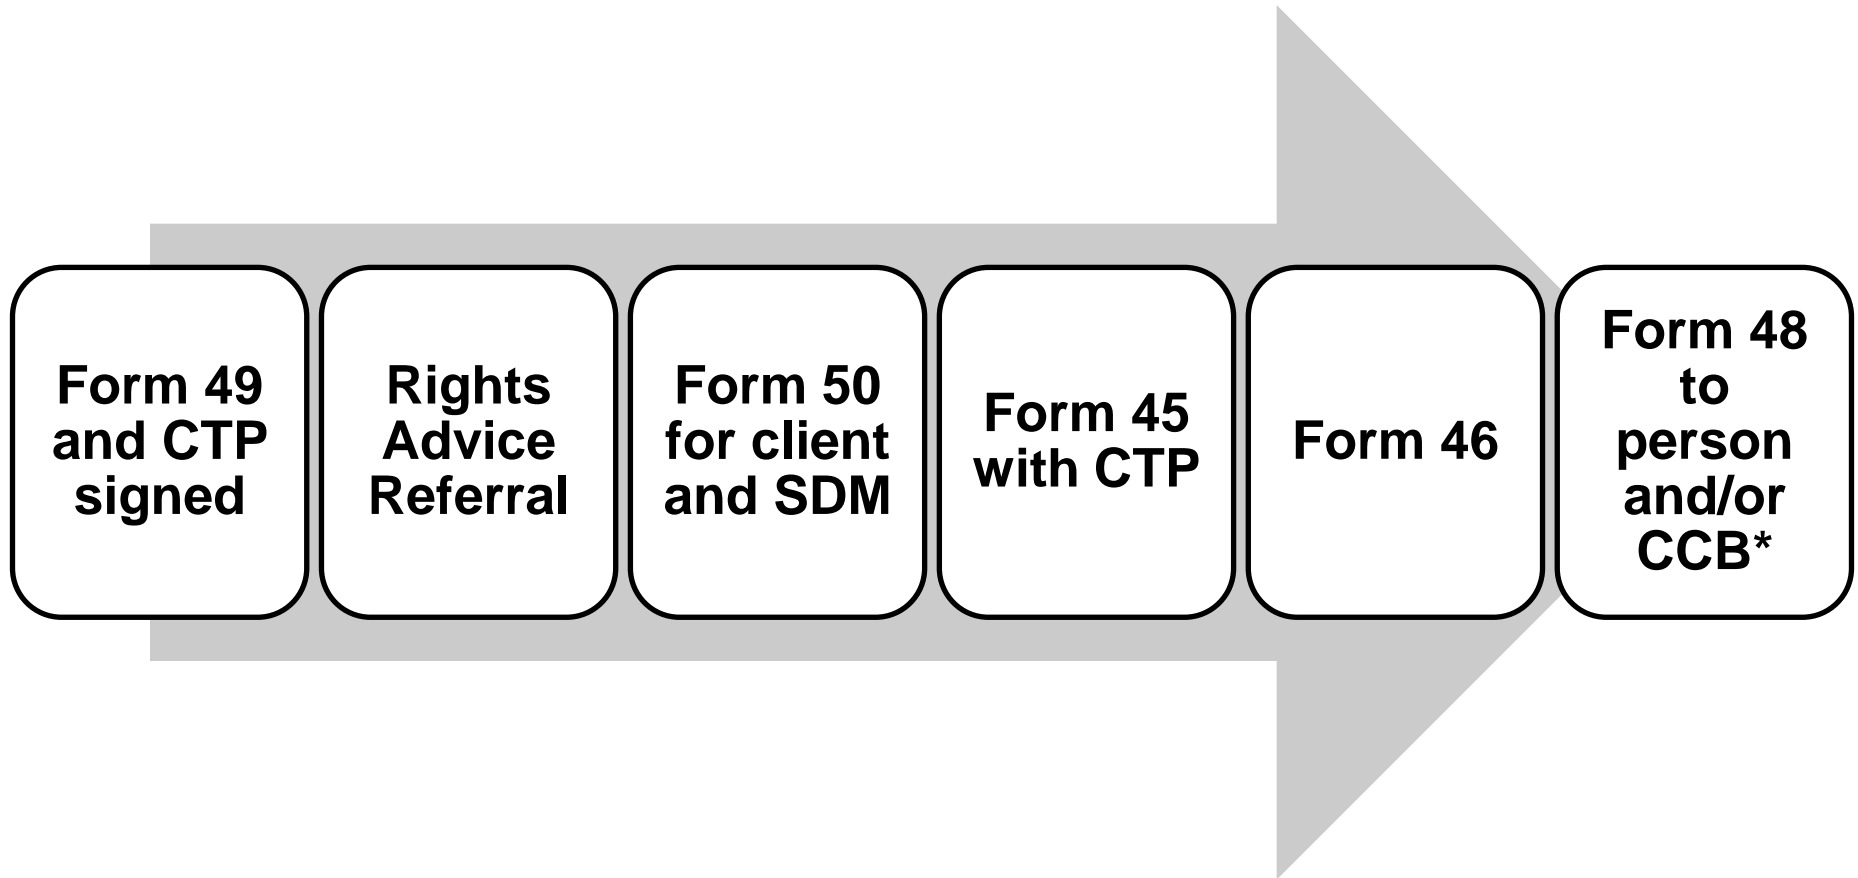 Form 49
and CTP
signed
Rights
Advice
Referral
Form 50
for client
and SDM
Form 45
with CTP
Form 46
Form 48
to
person
and/or
CCB*